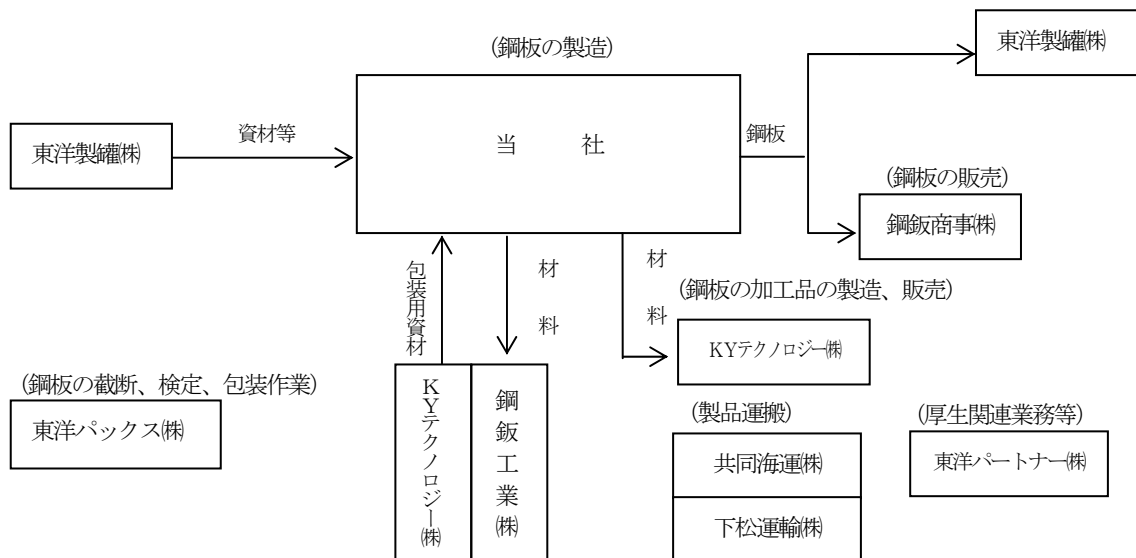 (鋼板の製造)
東洋製罐㈱
資材等
東洋製罐㈱
当　　社
鋼板
(鋼板の販売)
鋼鈑商事㈱
包装用資材
材料
材料
(鋼板の加工品の製造、販売)
KYテクノロジー㈱
(鋼板の截断、検定、包装作業)
東洋パックス㈱
KYテクノロジー㈱
鋼鈑工業㈱
(製品運搬)
共同海運㈱
下松運輸㈱
(厚生関連業務等)
東洋パートナー㈱